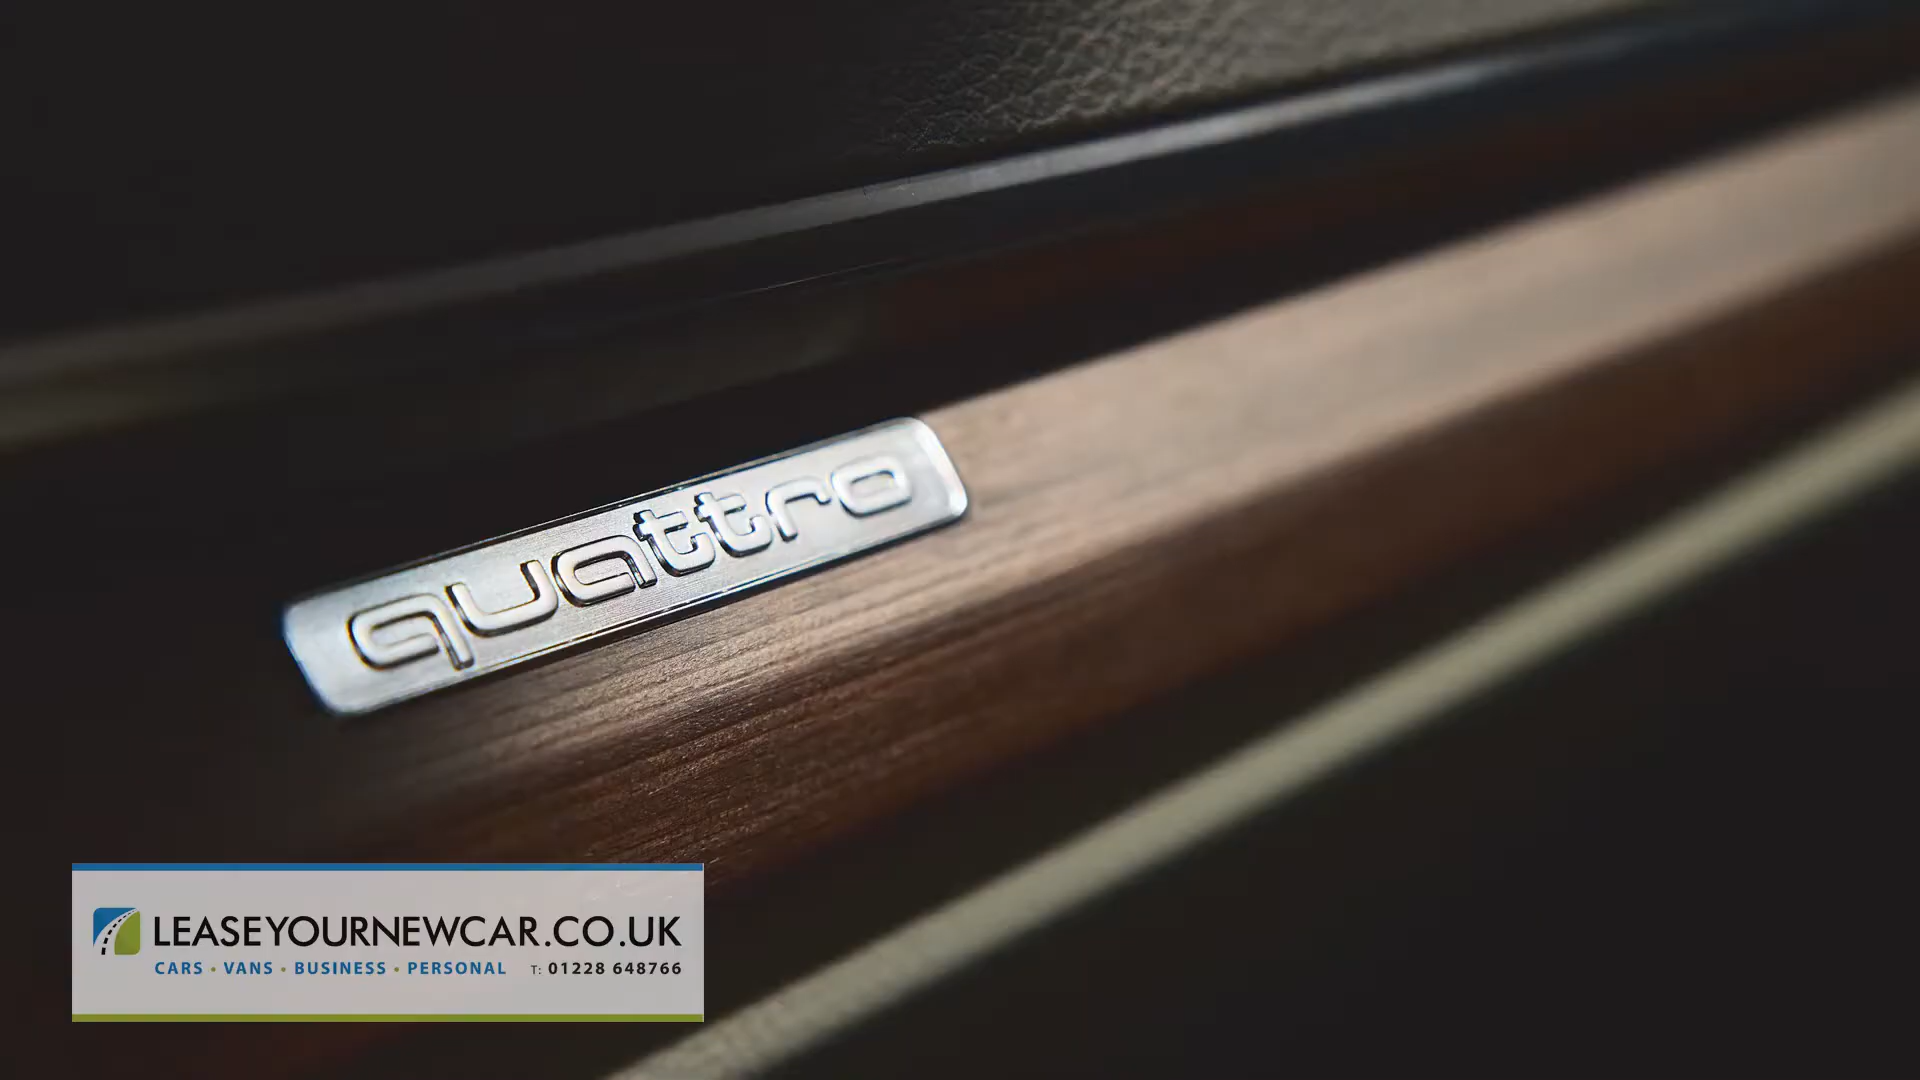 quattro
LEASEYOURNEWCAR.CO.UK
CARS • VANS • BUSINESS • PERSONAL T: 01228 648766